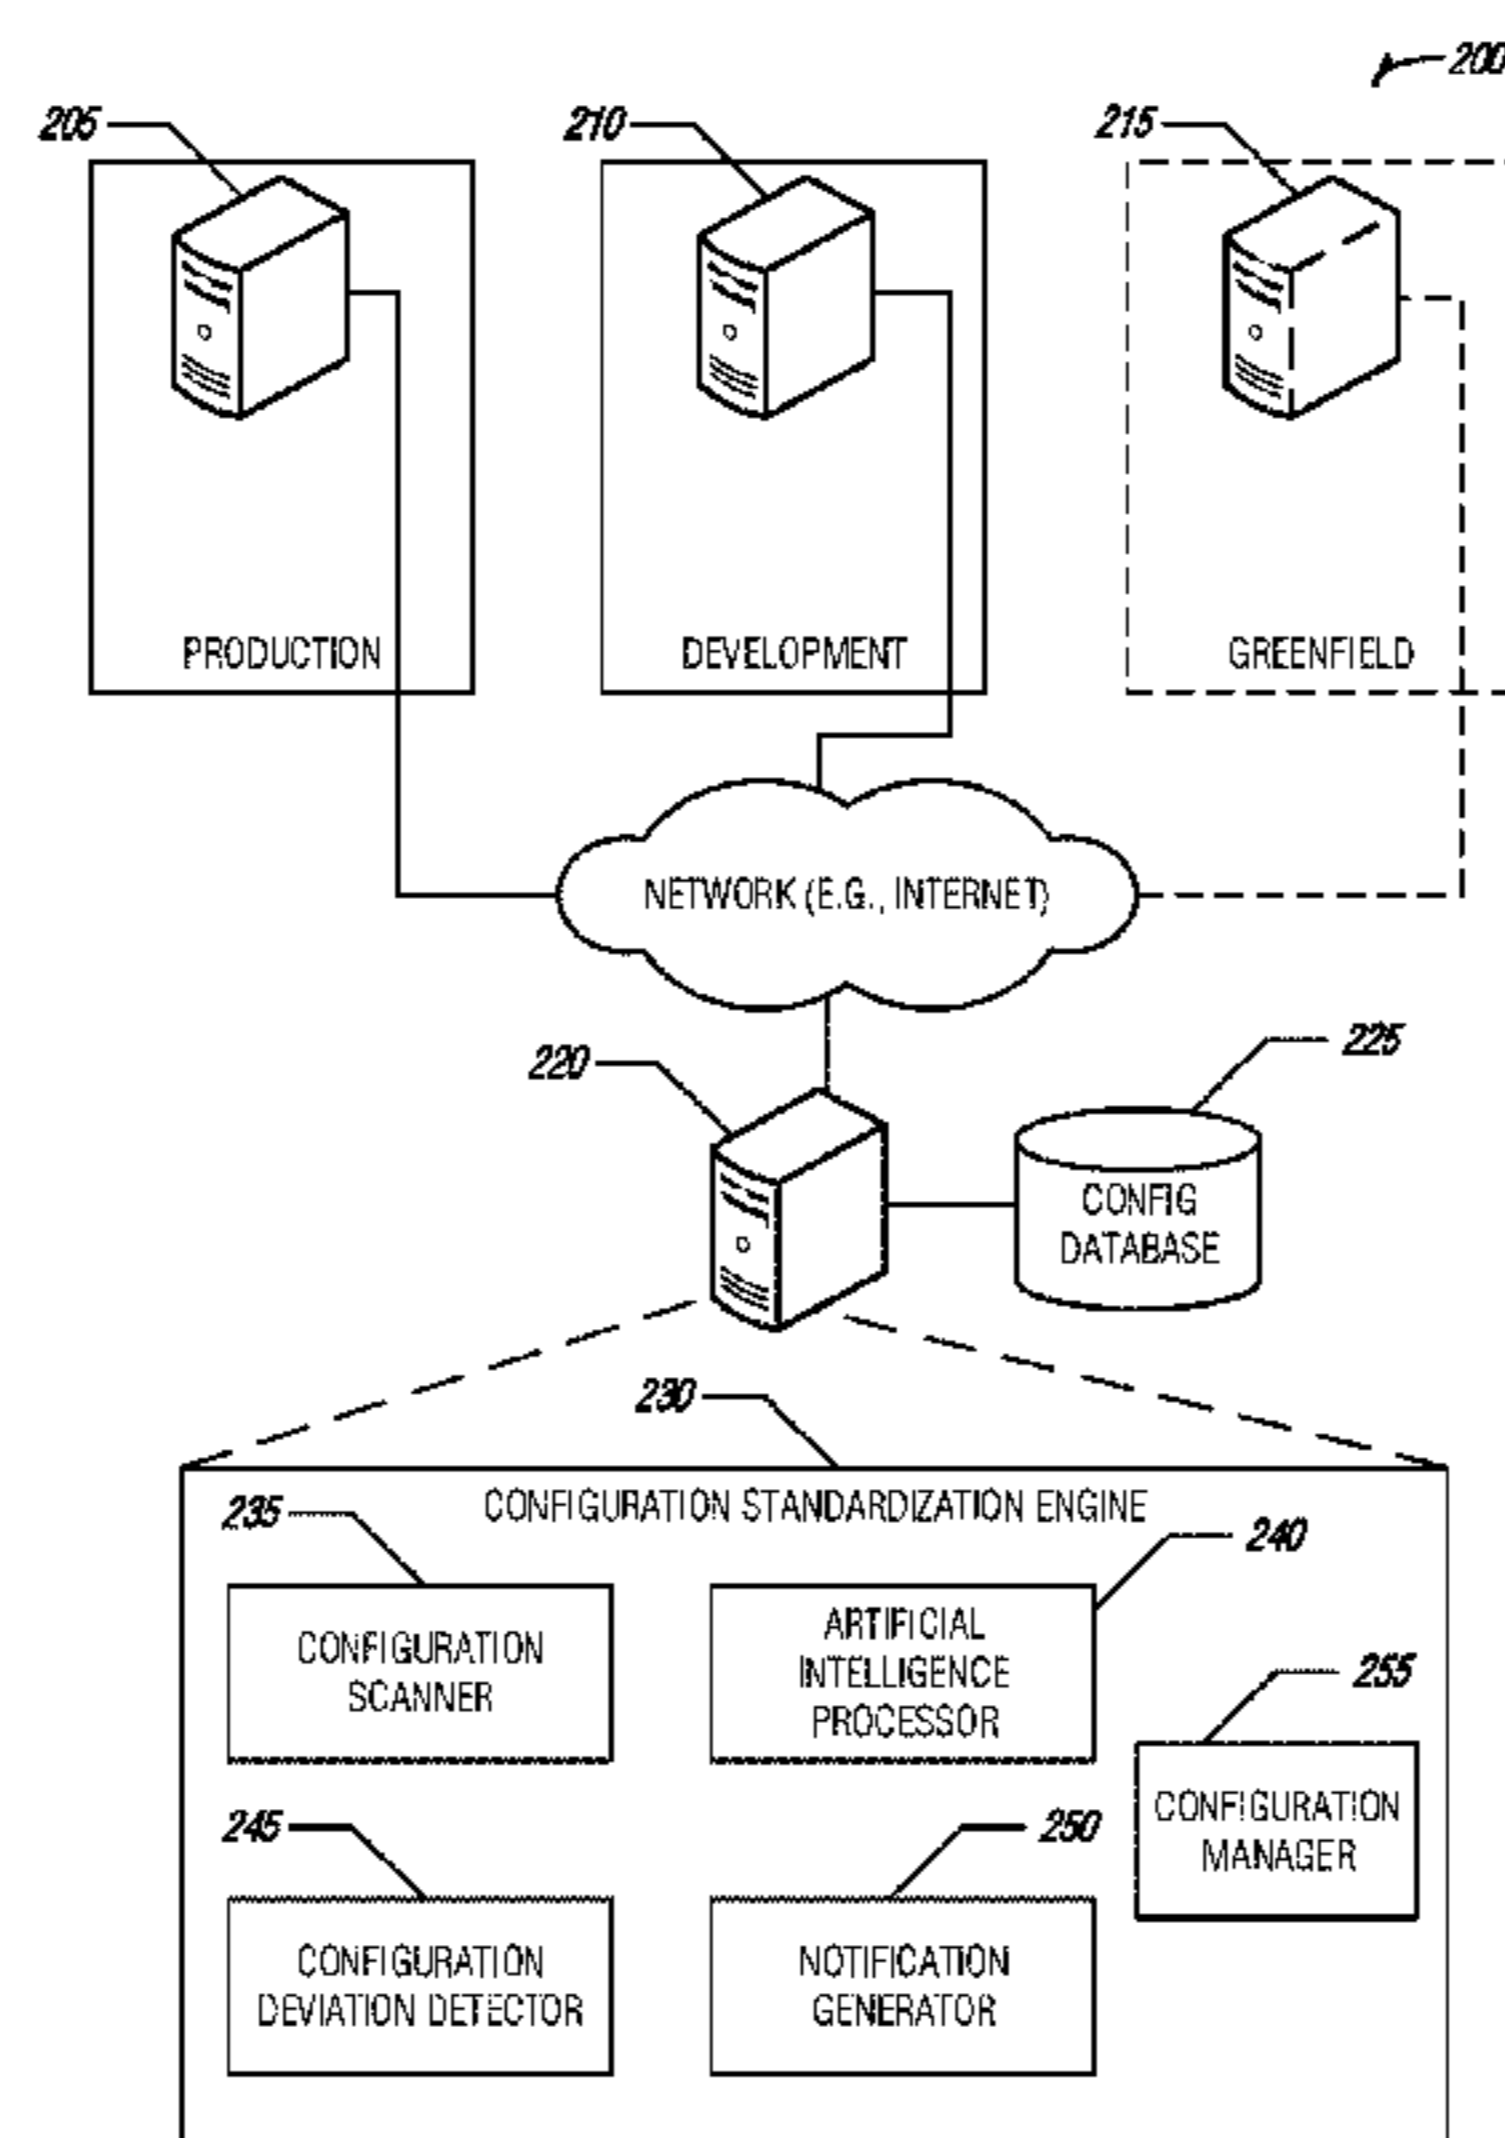 200
205
210
215
PRODUCTION
DEVELOPMENT
GREENFIELD
NETWORK (E.G., INTERNET)
220
225
CONFIG
DATABASE
230
CONFIGURATION STANDARDIZATION ENGINE
235
240
CONFIGURATION
SCANNER
ARTIFICIAL
INTELLIGENCE
PROCESSOR
255
CONFIGURATION
MANAGER
245
250
CONFIGURATION
DEVIATION DETECTOR
NOTIFICATION
GENERATOR